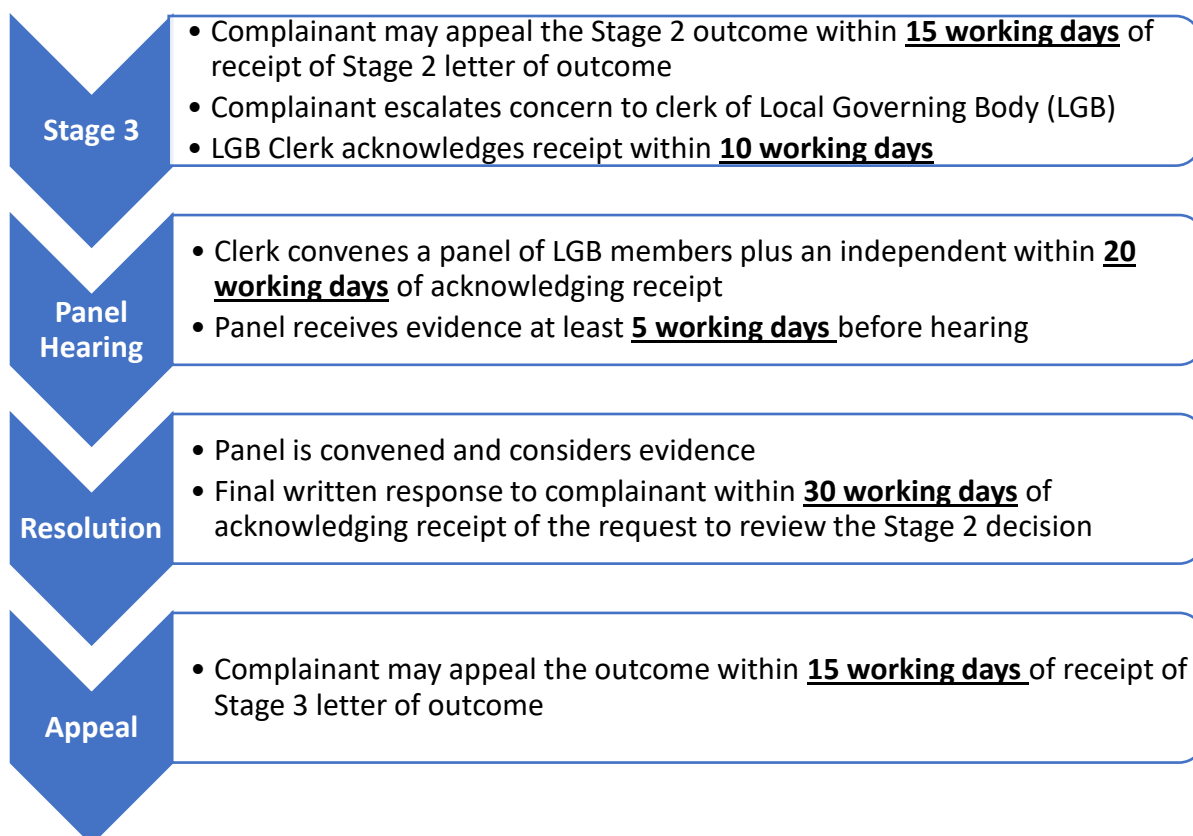 Stage 3
• Complainant may appeal the Stage 2 outcome within 15 working days of
receipt of Stage 2 letter of outcome
• Complainant escalates concern to clerk of Local Governing Body (LGB)
• LGB Clerk acknowledges receipt within 10 working days
Panel
Hearing
• Clerk convenes a panel of LGB members plus an independent within 20
working days of acknowledging receipt
• Panel receives evidence at least 5 working days before hearing
Resolution
• Panel is convened and considers evidence
• Final written response to complainant within 30 working days of
acknowledging receipt of the request to review the Stage 2 decision
Appeal
• Complainant may appeal the outcome within 15 working days of receipt of
Stage 3 letter of outcome